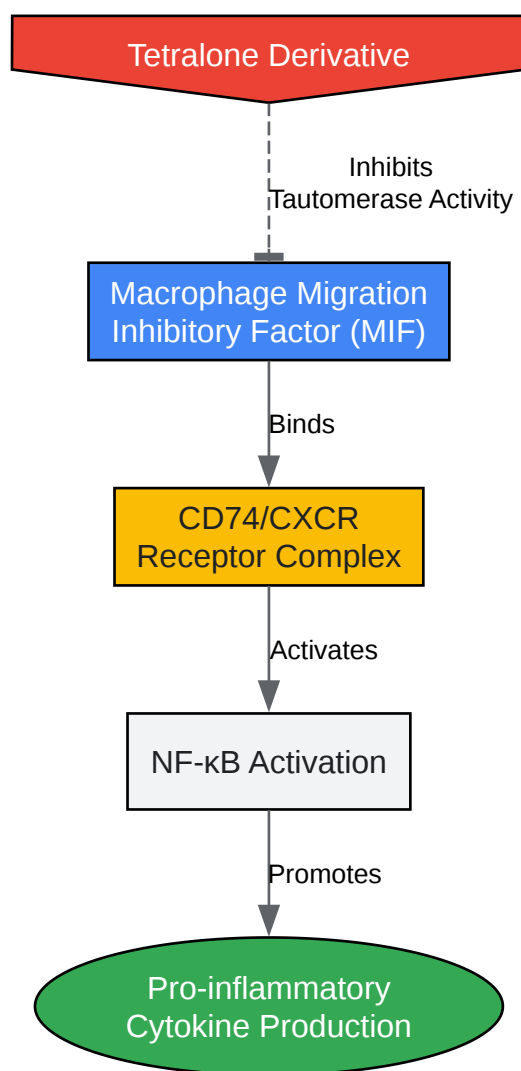 Tetralone Derivative
Inhibits
Tautomerase Activity
Macrophage Migration
Inhibitory Factor (MIF)
Binds
CD74/CXCR
Receptor Complex
Activates
NF-κB Activation
Promotes
Pro-inflammatory
Cytokine Production